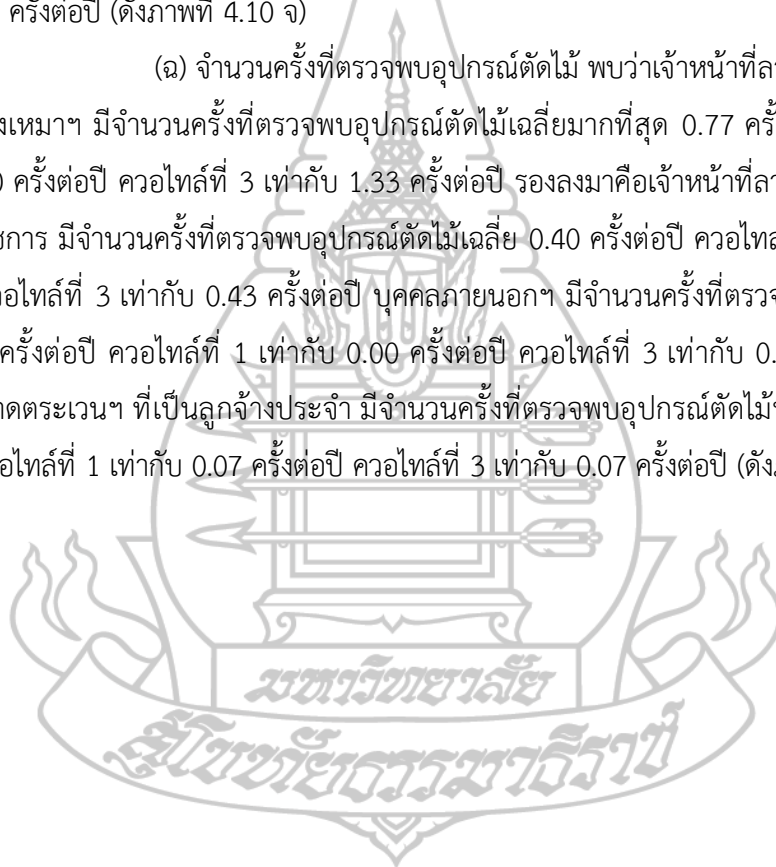 ครั้งต่อปี (ดังภาพที่ 4.10 จ)
(ฉ) จำนวนครั้งที่ตรวจพบอุปกรณ์ตัดไม้ พบว่าเจ้าหน้าที่
งเหมาฯ มีจำนวนครั้งที่ตรวจพบอุปกรณ์ตัดไม้เฉลี่ยมากที่สุด 0.77 ครั้
0 ครั้งต่อปี ควอไทล์ที่ 3 เท่ากับ 1.33 ครั้งต่อปี รองลงมาคือเจ้าหน้าที่ลา
ชการ มีจำนวนครั้งที่ตรวจพบอุปกรณ์ตัดไม้เฉลี่ย 0.40 ครั้งต่อปี ควอไทล
วอไทล์ที่ 3 เท่ากับ 0.43 ครั้งต่อปี บุคคลภายนอกฯ มีจำนวนครั้งที่ตรวจ
ครั้งต่อปี ควอไทล์ที่ 1 เท่ากับ 0.00 ครั้งต่อปี ควอไทล์ที่ 3 เท่ากับ 0.
าดตระเวนฯ ที่เป็นลูกจ้างประจำ มีจำนวนครั้งที่ตรวจพบอุปกรณ์ตัดไม้
อไทล์ที่ 1 เท่ากับ 0.07 ครั้งต่อปี ควอไทล์ที่ 3 เท่ากับ 0.07 ครั้งต่อปี (ดัง
มหาวิทยาลัย
สุโขทัยธรรมาธิราช